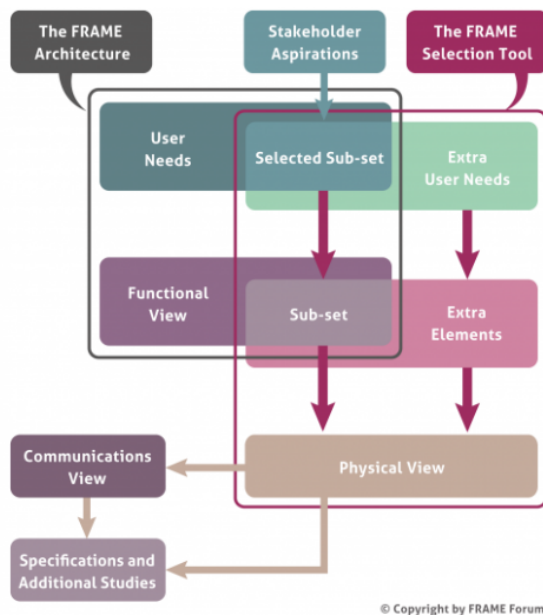 The FRAME
Architecture
Stakeholder
Aspirations
The FRAME
Selection Tool
User
Needs
Selected Sub-set
Extra
User Needs
Functional
View
Sub-set
Extra
Elements
Communications
View
Physical View
Specifications and
Additional Studies
© Copyright by FRAME Forum